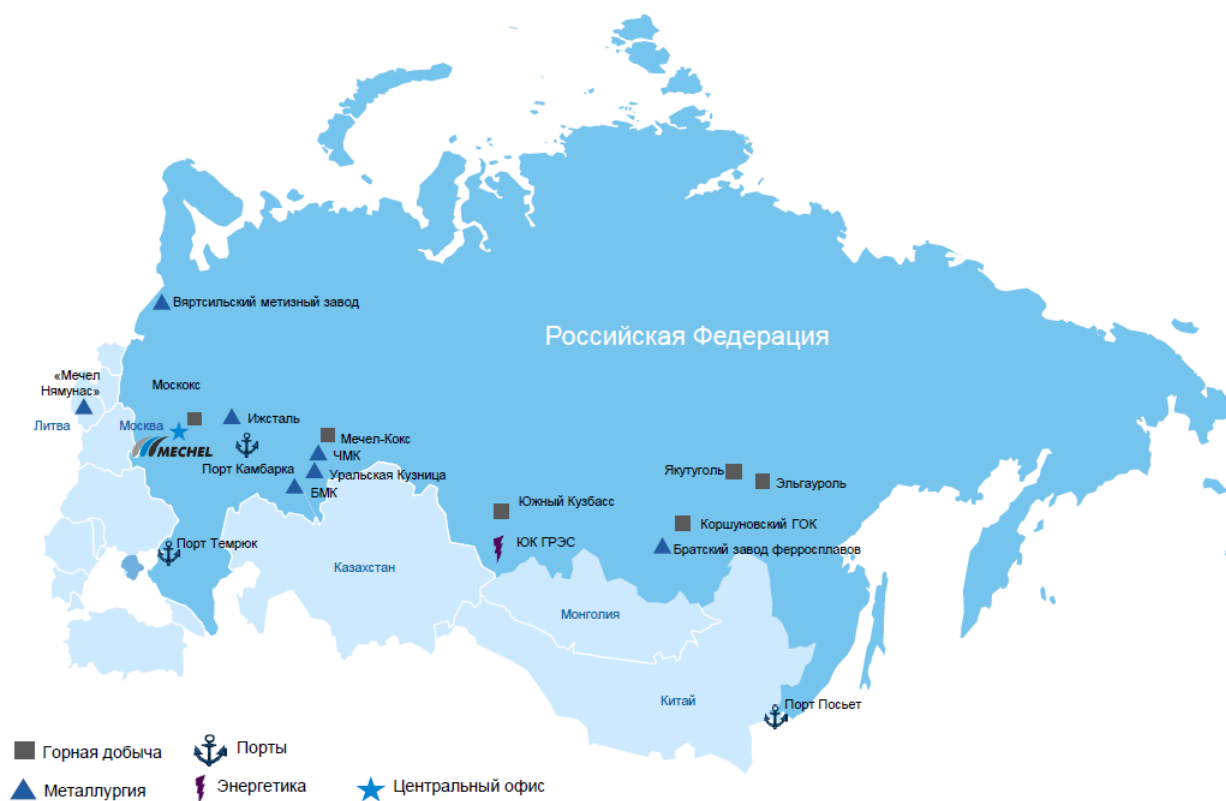 Вяртсильский метизный завод
Российская Федерация
«Мечел
Нямунас»
Москокс
Литва
Москва
MECHEL
Ижсталь
Порт Камбарка
Мечел-Кокс
ЧМК
Уральская Кузница
БМК
Якутуголь
Эльгауроль
Южный Кузбасс
Коршуновский ГОК
ЮК ГРЭС
Братский завод ферросплавов
Порт Темрюк
Казахстан
Монголия
Китай
Порт Посьет
Горная добыча
Порты
Металлургия
Энергетика
Центральный офис